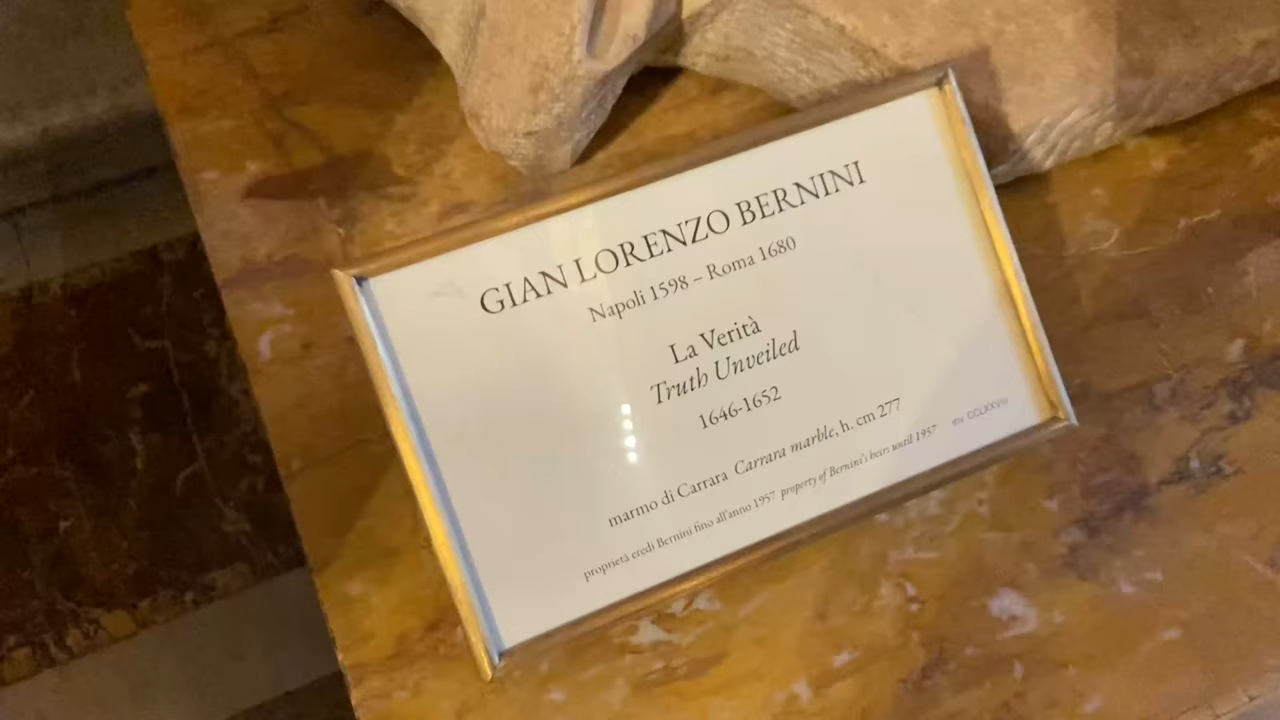 GIAN LORENZO BERNINI
Napoli 1598 – Roma 1680
La Verità
Truth Unveiled
1646-1652
marmo di Carrara Carrara marble, h. cm 277
proprietà eredi Bernini fino all'anno 1957 property of Bernini's heirs until 1957
CCLXXVIII